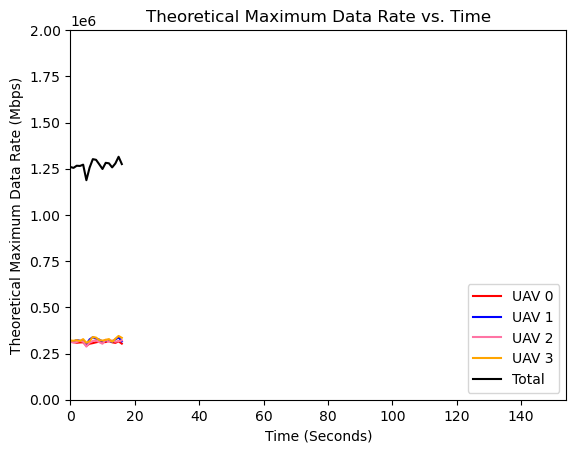 Theoretical Maximum Data Rate vs. Time
1e6
2.00
1.75
1.50
1.25
1.00
0.75
0.50
0.25
0.00
Theoretical Maximum Data Rate (Mbps)
0 20 40 60 80 100 120 140
Time (Seconds)
UAV 0
UAV 1
UAV 2
UAV 3
Total